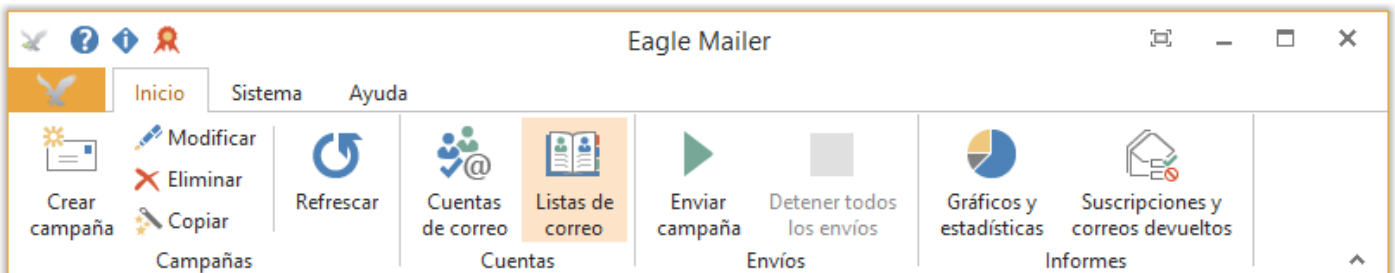 Eagle Mailer
Inicio Sistema Ayuda
Crear campaña
Modificar
Eliminar
Copiar
Refrescar
Cuentas de correo
Listas de correo
Enviar campaña
Detener todos los envíos
Gráficos y estadísticas
Suscripciones y correos devueltos
Campañas Cuentas Envíos Informes